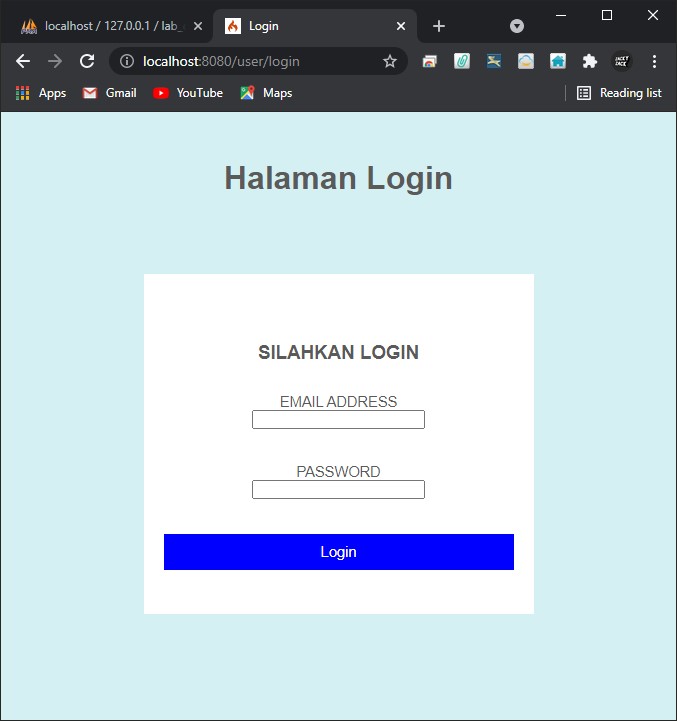 localhost / 127.0.0.1 / lab_
Login
localhost:8080/user/login
Apps
Gmail
YouTube
Maps
Reading list
Halaman Login
SILAHKAN LOGIN
EMAIL ADDRESS
PASSWORD
Login